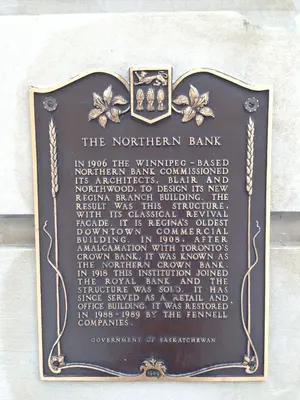 THE NORTHERN BANK
IN 1906 THE WINNIPEG - BASED
NORTHERN BANK COMMISSIONED
ITS ARCHITECTS, BLAIR AND
NORTHWOOD, TO DESIGN ITS NEW
REGINA BRANCH BUILDING. THE
RESULT WAS THIS STRUCTURE,
WITH ITS CLASSICAL REVIVAL
FACADE. IT IS REGINA'S OLDEST
DOWNTOWN COMMERCIAL
BUILDING. IN 1908, AFTER
AMALGAMATION WITH TORONTO'S
CROWN BANK, IT WAS KNOWN AS
THE NORTHERN CROWN BANK.
IN 1918 THIS INSTITUTION JOINED
THE ROYAL BANK AND THE
STRUCTURE WAS SOLD. IT HAS
SINCE SERVED AS A RETAIL AND
OFFICE BUILDING. IT WAS RESTORED
IN 1988 - 1989 BY THE FENNELL
COMPANIES.
GOVERNMENT OF SASKATCHEWAN